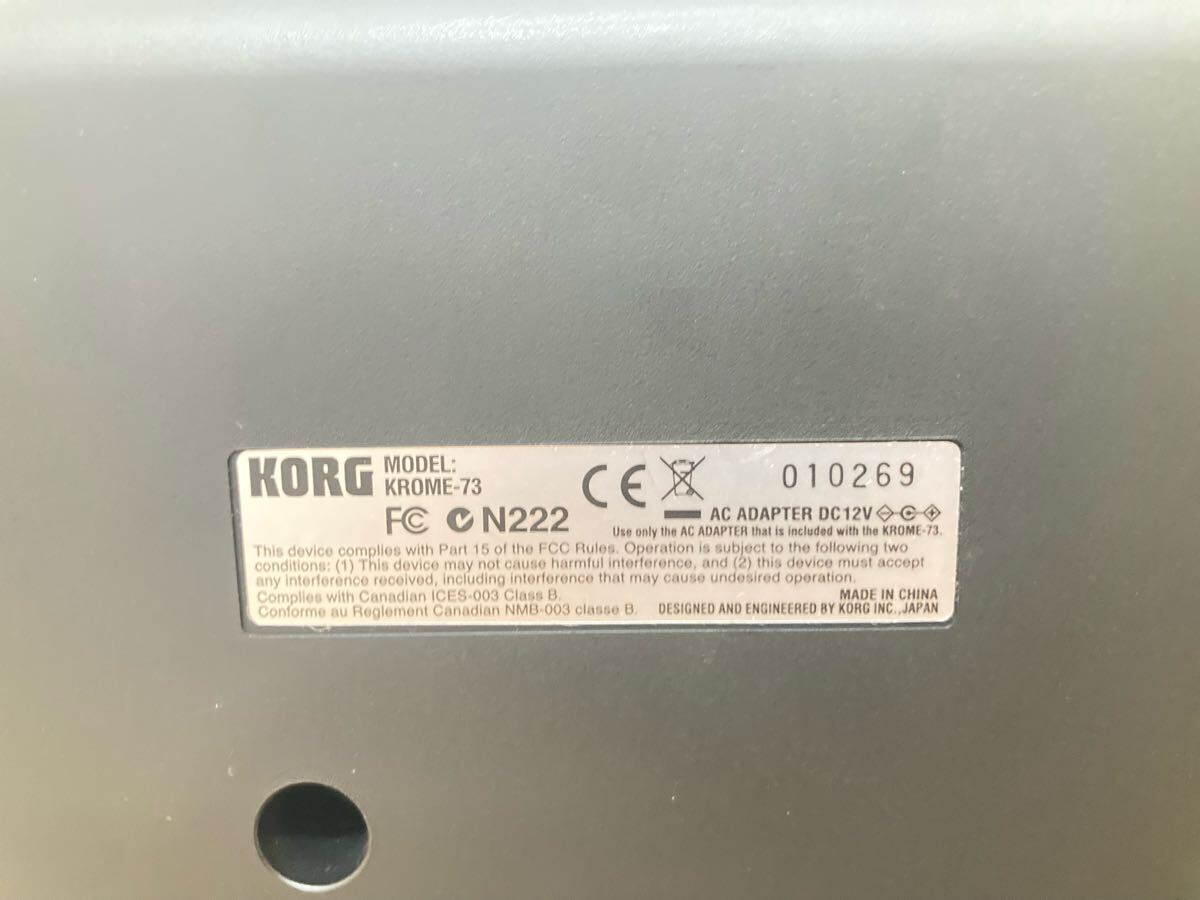 KORG MODEL:
KROME-73
CE 010269
FC N222
AC ADAPTER DC12V
Use only the AC ADAPTER that is included with the KROME-73.
This device complies with Part 15 of the FCC Rules. Operation is subject to the following two
conditions: (1) This device may not cause harmful interference, and (2) this device must accept
any interference received, including interference that may cause undesired operation.
Complies with Canadian ICES-003 Class B.
Conforme au Reglement Canadian NMB-003 classe B.
MADE IN CHINA
DESIGNED AND ENGINEERED BY KORG INC.,JAPAN